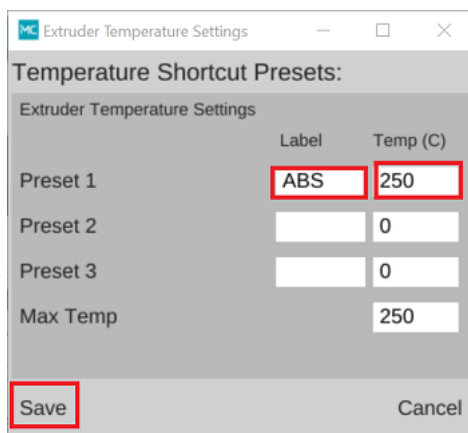 MC Extruder Temperature Settings
Temperature Shortcut Presets:
Extruder Temperature Settings
Label Temp (C)
Preset 1 ABS 250
Preset 2 0
Preset 3 0
Max Temp 250
Save Cancel